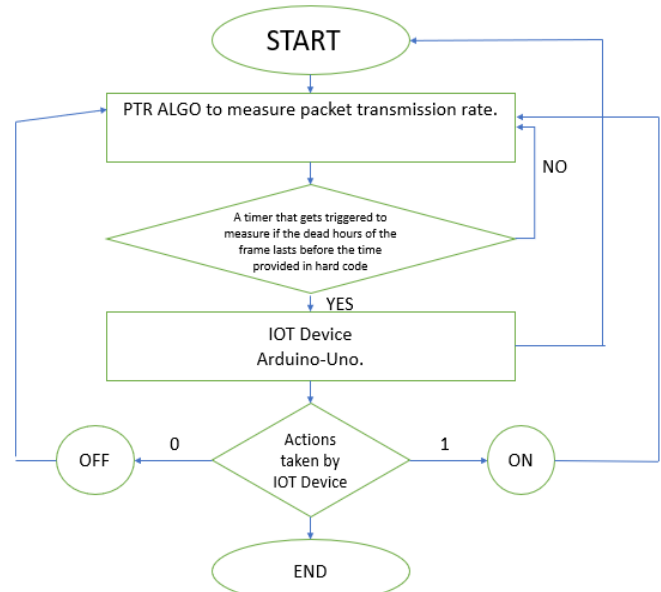 START
PTR ALGO to measure packet transmission rate.
NO
A timer that gets triggered to
measure if the dead hours of the
frame lasts before the time
provided in hard code
YES
IOT Device
Arduino-Uno.
OFF
0
Actions
taken by
IOT Device
1
ON
END